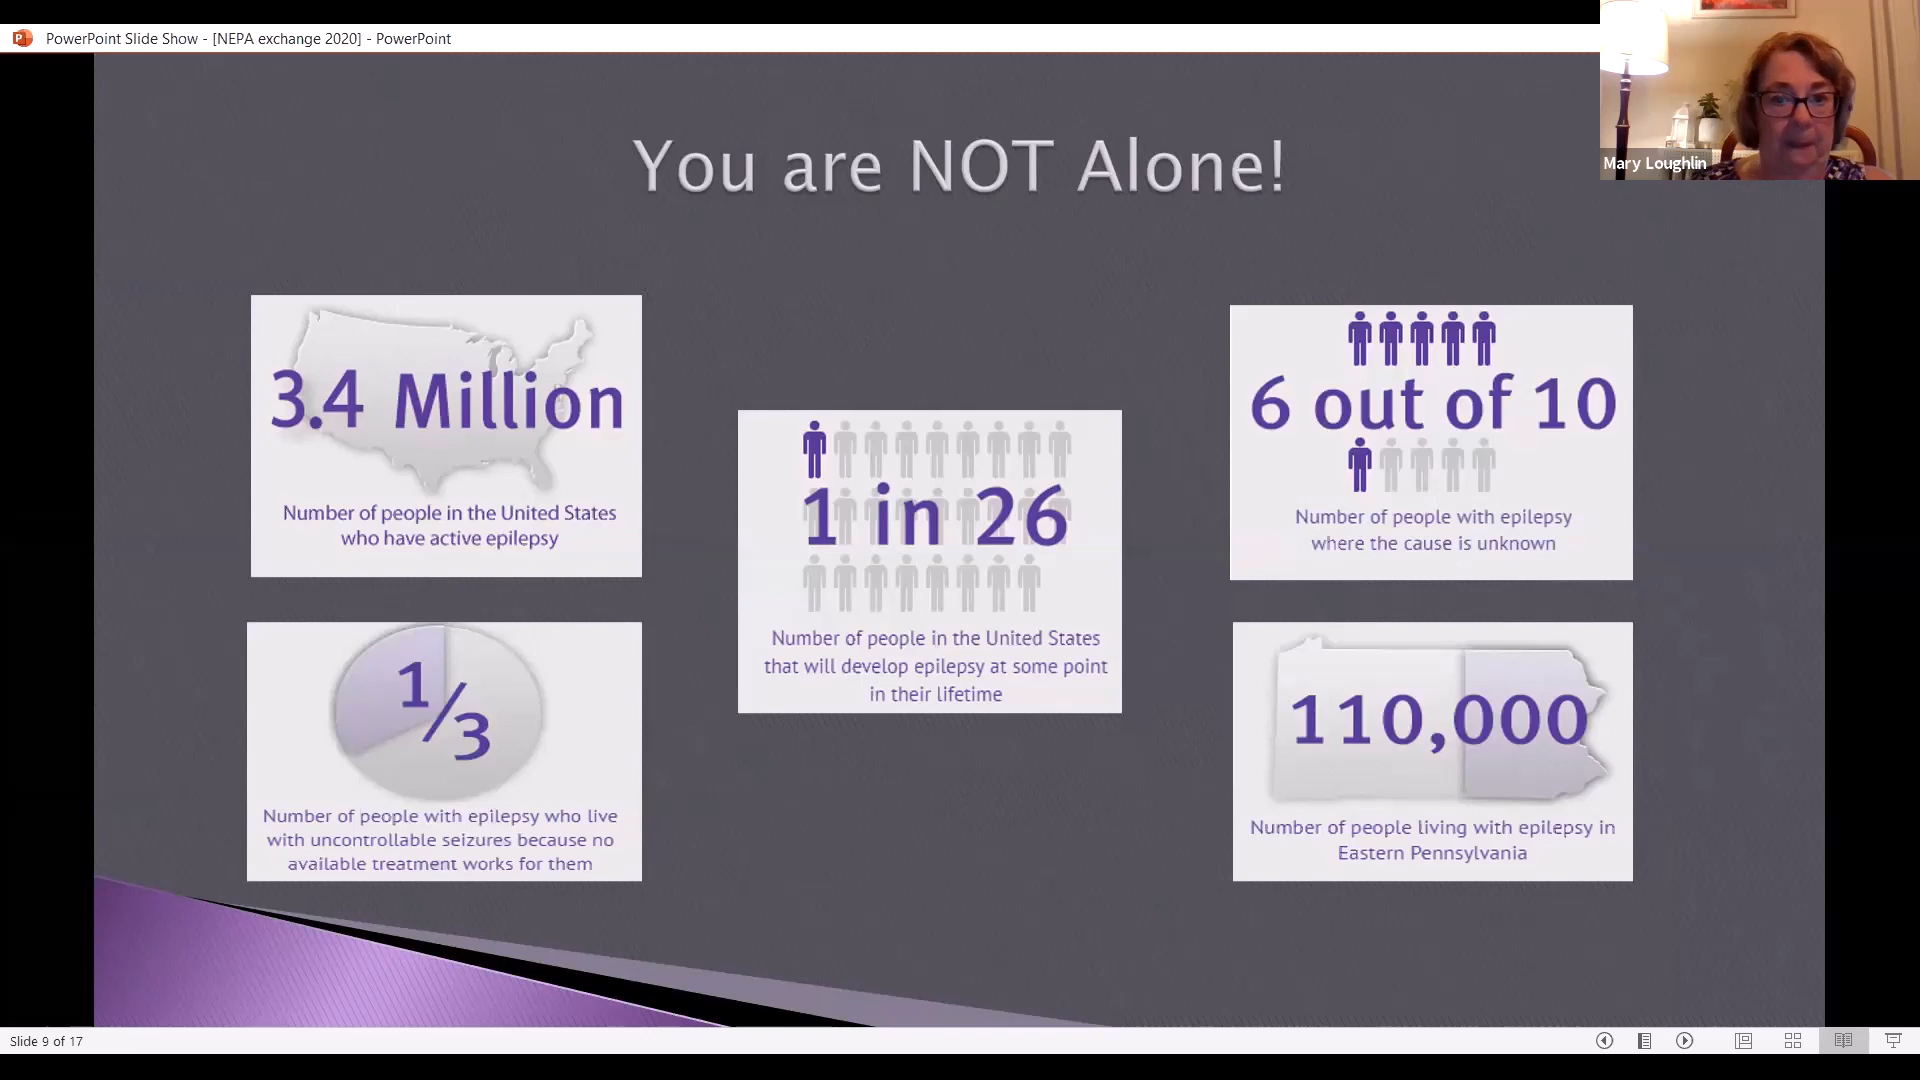 PowerPoint Slide Show - [NEPA exchange 2020] - PowerPoint
Mary Loughlin
You are NOT Alone!
3.4 Million
Number of people in the United States
who have active epilepsy
1/3
Number of people with epilepsy who live
with uncontrollable seizures because no
available treatment works for them
1 in 26
Number of people in the United States
that will develop epilepsy at some point
in their lifetime
6 out of 10
Number of people with epilepsy
where the cause is unknown
110,000
Number of people living with epilepsy in
Eastern Pennsylvania
Slide 9 of 17